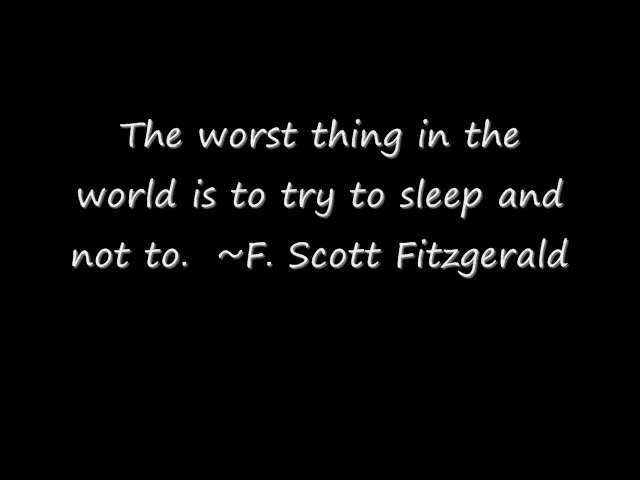 The worst thing in the
world is to try to sleep and
not to.  ~F. Scott Fitzgerald